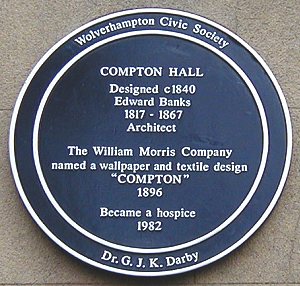 Wolverhampton Civic Society
COMPTON HALL
Designed c1840
Edward Banks
1817 - 1867
Architect
The William Morris Company
named a wallpaper and textile design
"COMPTON"
1896
Became a hospice
1982
Dr. G. J. K. Darby